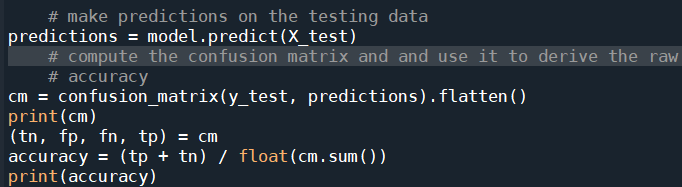 # make predictions on the testing data
predictions = model.predict(X_test)
# compute the confusion matrix and and use it to derive the raw
# accuracy
cm = confusion_matrix(y_test, predictions).flatten()
print(cm)
(tn, fp, fn, tp) = cm
accuracy = (tp + tn) / float(cm.sum())
print(accuracy)